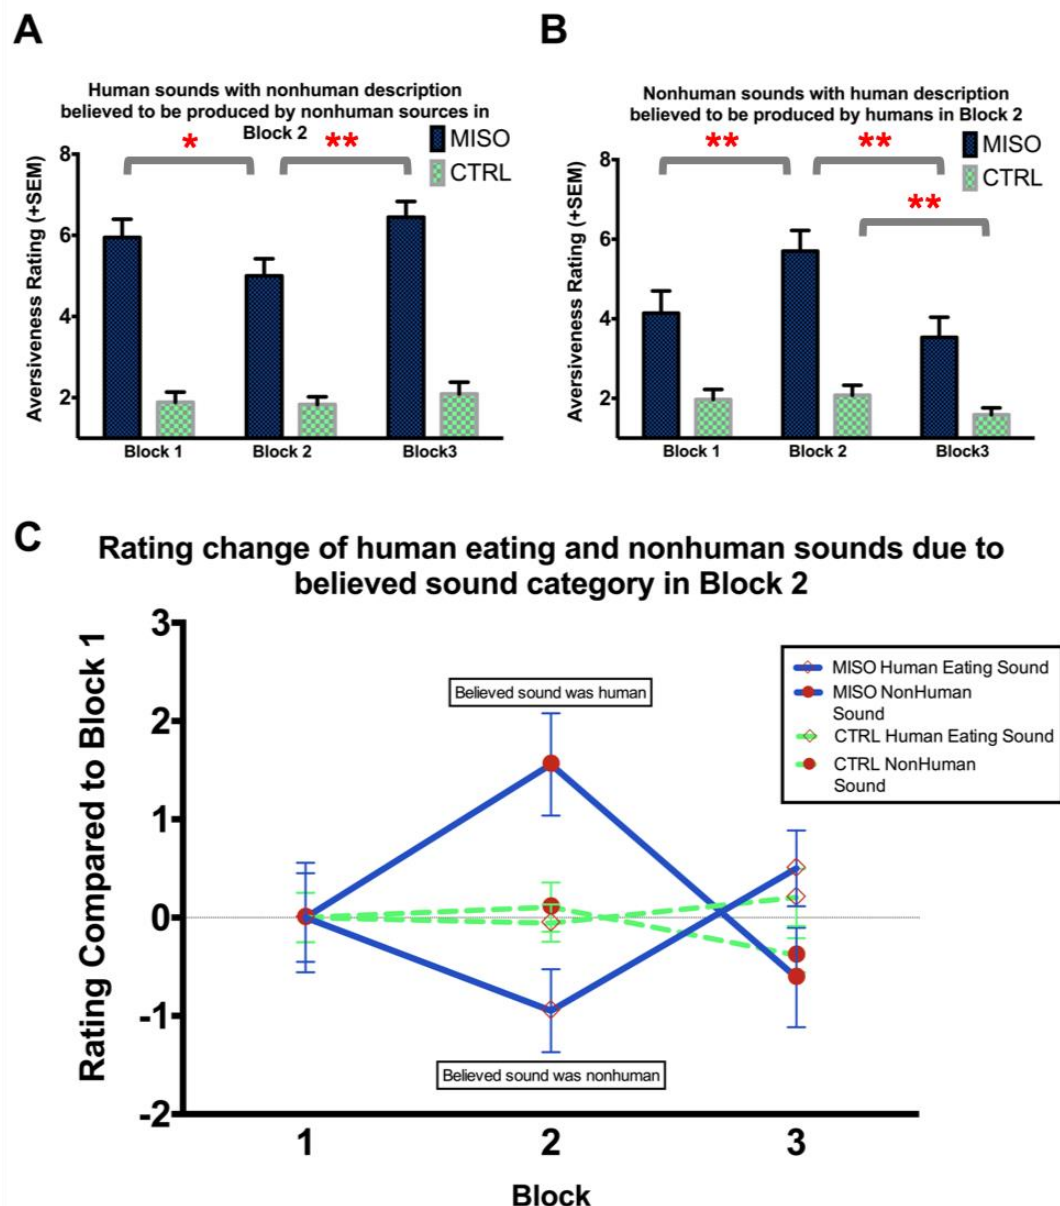 A
B
Human sounds with nonhuman description
believed to be produced by nonhuman sources in
Block 2
Nonhuman sounds with human description
believed to be produced by humans in Block 2
* **
MISO
CTRL
** **
**
MISO
CTRL
Aversiveness Rating (+SEM)
8
6
4
2
Block 1 Block 2 Block3
Aversiveness Rating (+SEM)
8
6
4
2
Block 1 Block 2 Block3
C
Rating change of human eating and nonhuman sounds due to
believed sound category in Block 2
Rating Compared to Block 1
3
2
1
0
-1
-2
Believed sound was human
Believed sound was nonhuman
MISO Human Eating Sound
MISO NonHuman
Sound
CTRL Human Eating Sound
CTRL NonHuman
Sound
1 2 3
Block